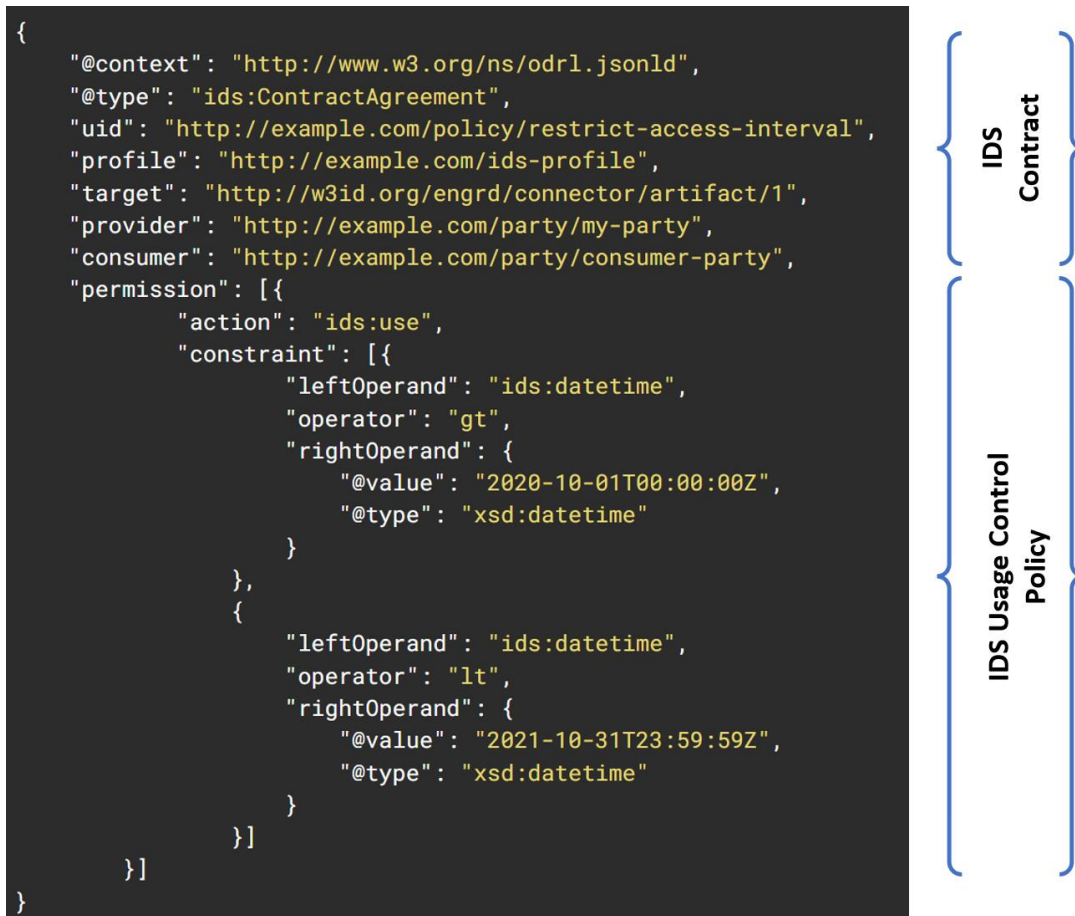 {
"@context": "http://www.w3.org/ns/odrl.jsonld",
"@type": "ids:ContractAgreement",
"uid": "http://example.com/policy/restrict-access-interval",
"profile": "http://example.com/ids-profile",
"target": "http://w3id.org/engrd/connector/artifact/1",
"provider": "http://example.com/party/my-party",
"consumer": "http://example.com/party/consumer-party",
"permission": [{
"action": "ids:use",
"constraint": [{
"leftOperand": "ids:datetime",
"operator": "gt",
"rightOperand": {
"@value": "2020-10-01T00:00:00Z",
"@type": "xsd:datetime"
}
},
{
"leftOperand": "ids:datetime",
"operator": "lt",
"rightOperand": {
"@value": "2021-10-31T23:59:59Z",
"@type": "xsd:datetime"
}
}]
}]
}
IDS
Contract
IDS Usage Control
Policy